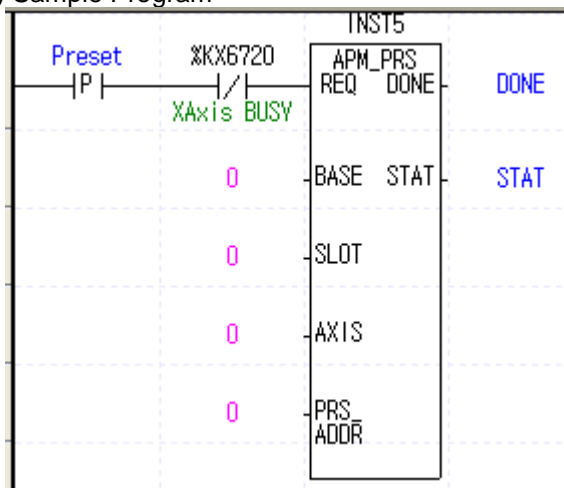 Sample Program
INST5
Preset %KX6720 APM_PRS
P REQ DONE DONE
XAxis BUSY
0 BASE STAT STAT
0 SLOT
0 AXIS
0 PRS_
ADDR